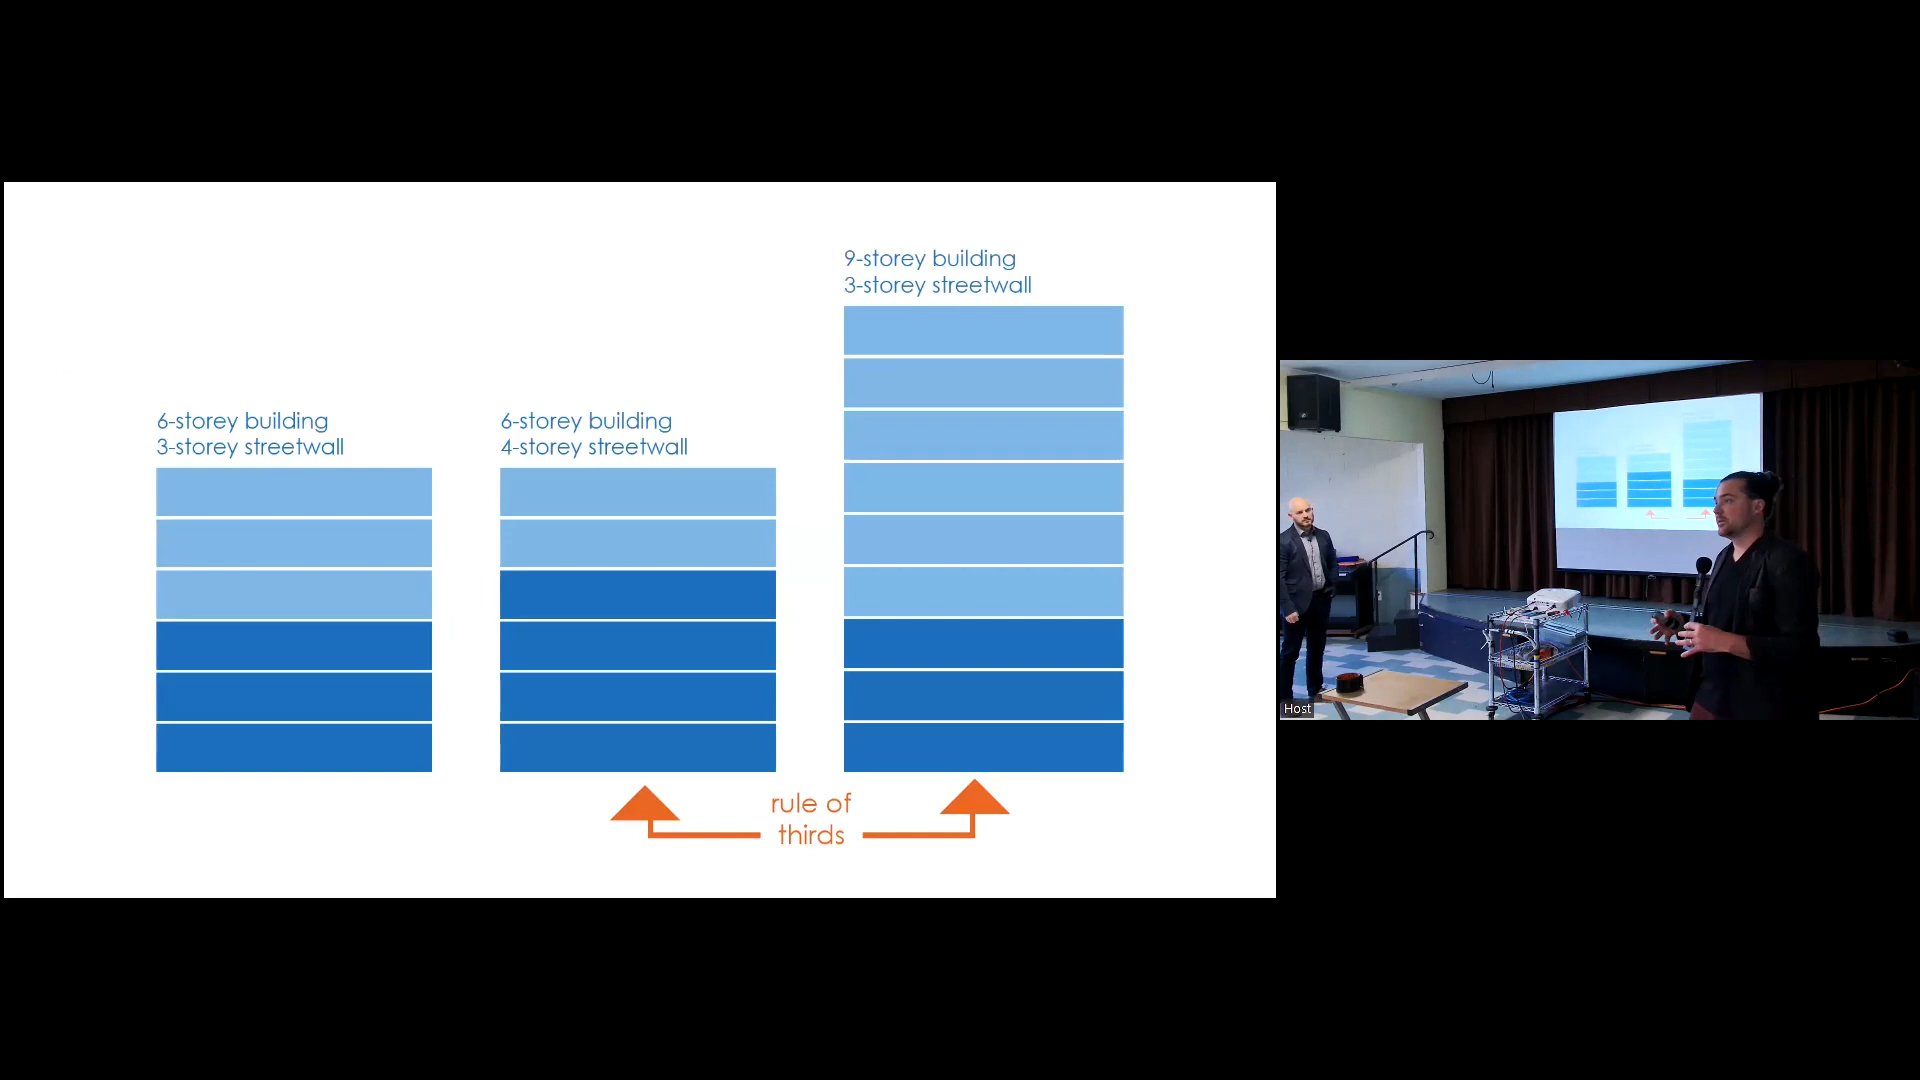 6-storey building
3-storey streetwall
6-storey building
4-storey streetwall
9-storey building
3-storey streetwall
rule of
thirds
Host